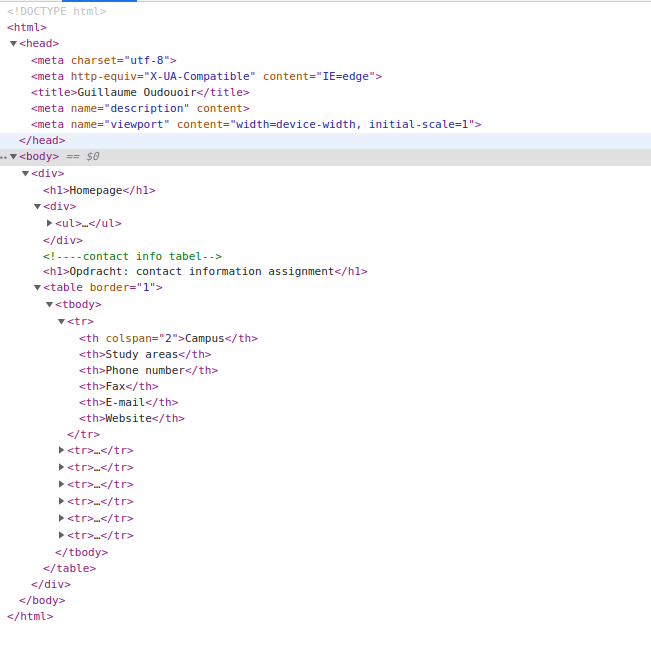 <!DOCTYPE html>
<html>
<head>
<meta charset="utf-8">
<meta http-equiv="X-UA-Compatible" content="IE=edge">
<title>Guillaume Oudouoir</title>
<meta name="description" content>
<meta name="viewport" content="width=device-width, initial-scale=1">
</head>
<body> == $0
<div>
<h1>Homepage</h1>
<div>
<ul>…</ul>
</div>
<!----contact info tabel-->
<h1>Opdracht: contact information assignment</h1>
<table border="1">
<tbody>
<tr>
<th colspan="2">Campus</th>
<th>Study areas</th>
<th>Phone number</th>
<th>Fax</th>
<th>E-mail</th>
<th>Website</th>
</tr>
<tr>…</tr>
<tr>…</tr>
<tr>…</tr>
<tr>…</tr>
<tr>…</tr>
<tr>…</tr>
</tbody>
</table>
</div>
</body>
</html>